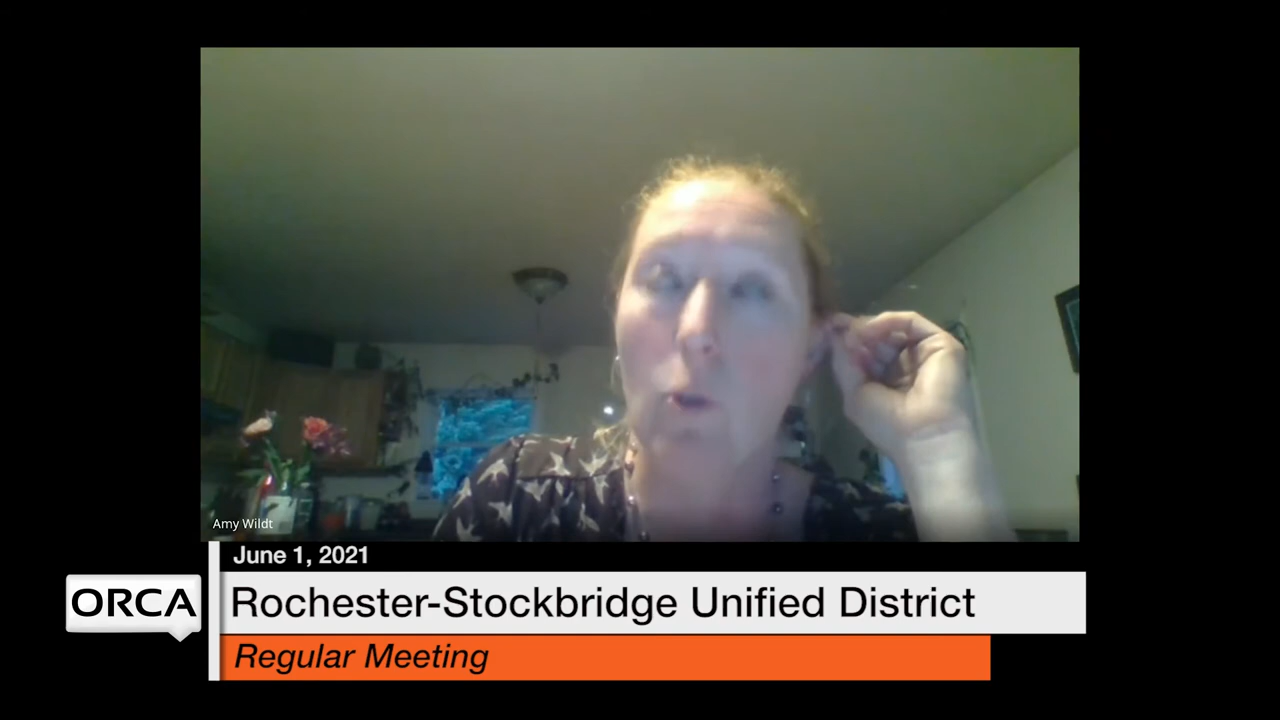 Amy Wildt
June 1, 2021
ORCA
Rochester-Stockbridge Unified District
Regular Meeting